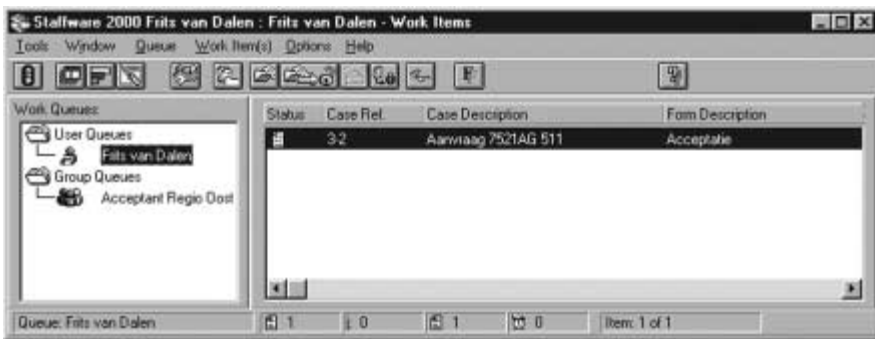 Staffware 2000 Frits van Dalen : Frits van Dalen - Work Items
Tools Window Queue Work Item(s) Options Help
Work Queues:
User Queues
Frits van Dalen
Group Queues
Acceptant Regio Oost
Status Case Ref. Case Description Form Description
3-2 Aanvraag 7521AG 511 Acceptatie
Queue: Frits van Dalen 1 0 1 0 Item: 1 of 1